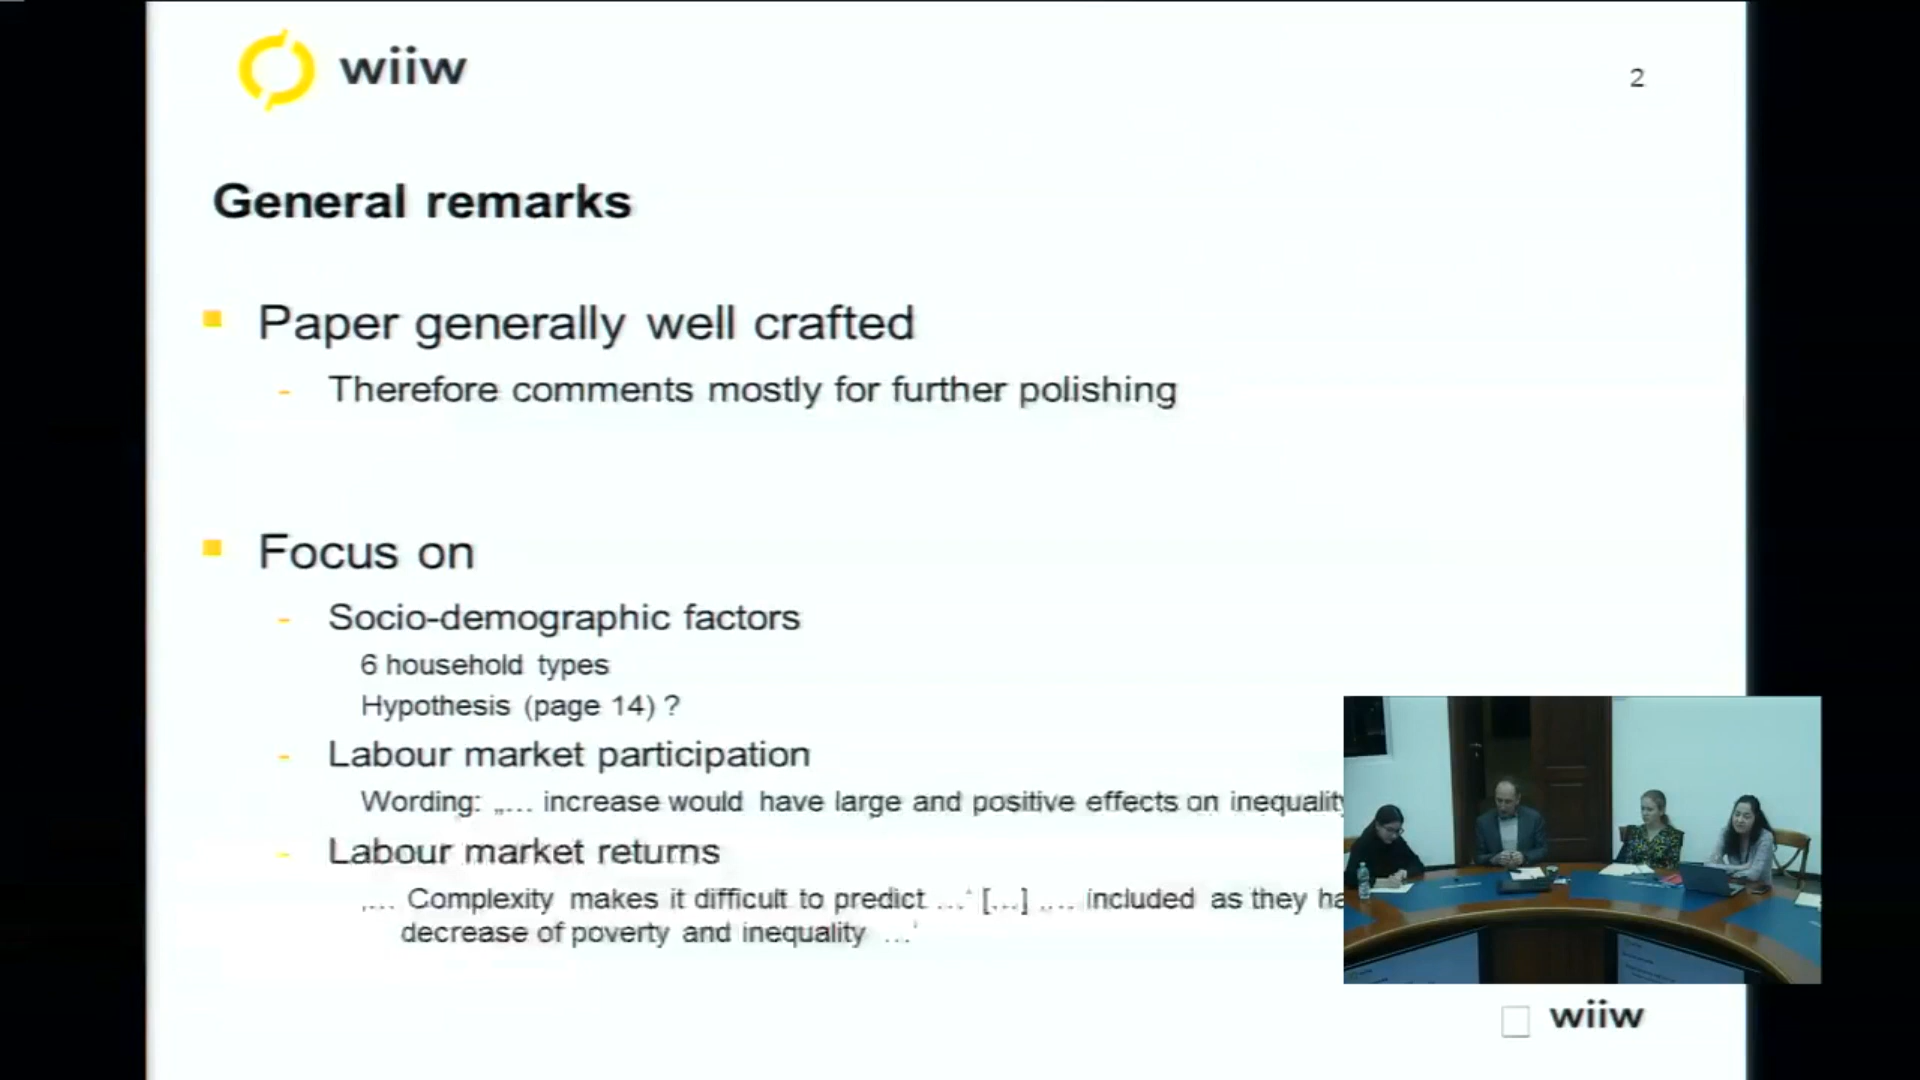 wiiw
2
General remarks
Paper generally well crafted
- Therefore comments mostly for further polishing
Focus on
- Socio-demographic factors
6 household types
Hypothesis (page 14) ?
- Labour market participation
Wording: „… increase would have large and positive effects on inequality
- Labour market returns
‚… Complexity makes it difficult to predict …‘ […] „… included as they
decrease of poverty and inequality …‘
wiiw